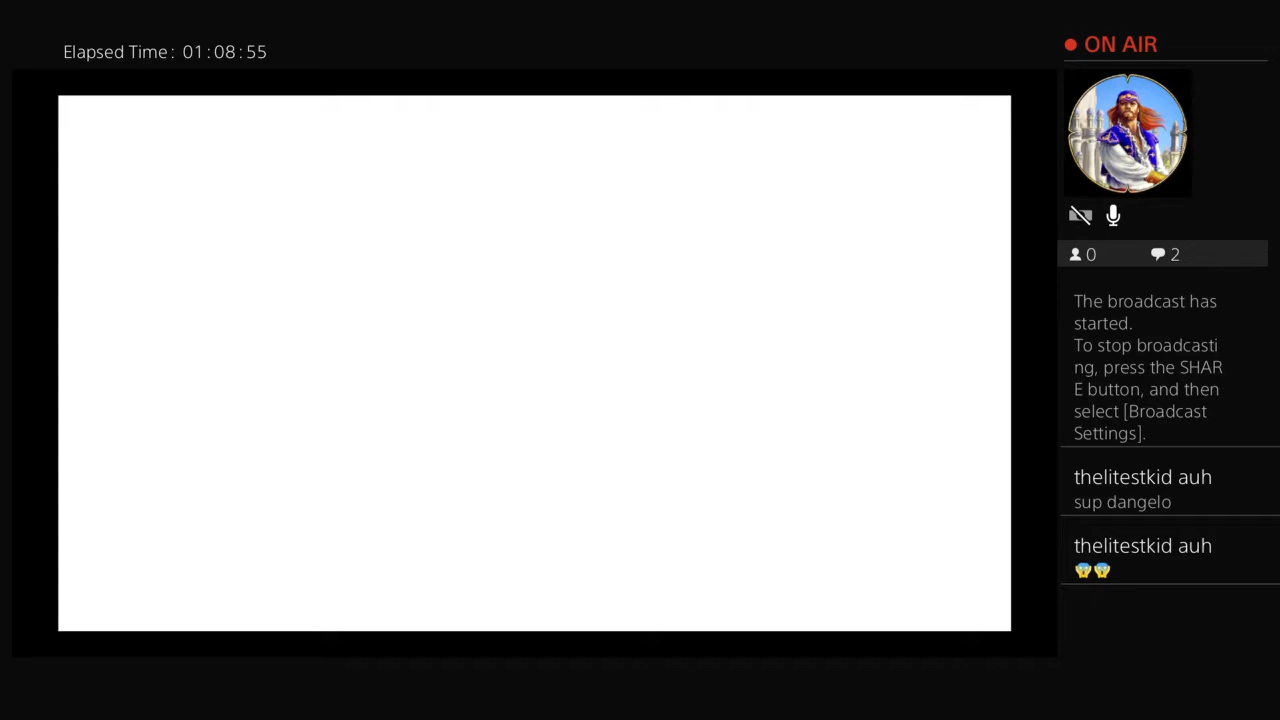 Elapsed Time: 01:08:55
ON AIR
0 2
The broadcast has
started.
To stop broadcasti
ng, press the SHAR
E button, and then
select [Broadcast
Settings].
thelitestkid auh
sup dangelo
thelitestkid auh
😱😱